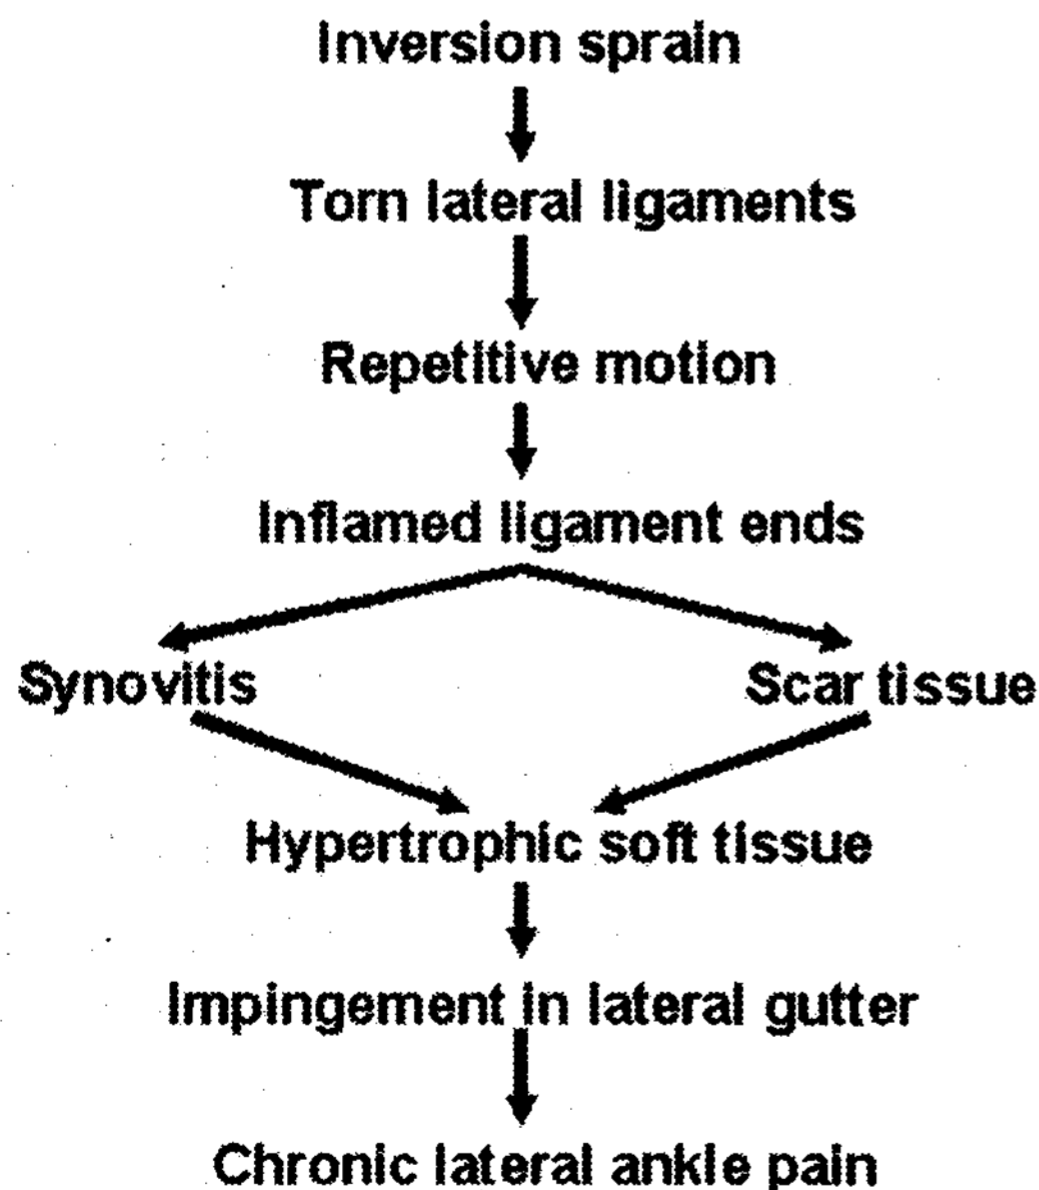 Inversion sprain
Torn lateral ligaments
Repetitive motion
Inflamed ligament ends
Synovitis
Scar tissue
Hypertrophic soft tissue
Impingement in lateral gutter
Chronic lateral ankle pain